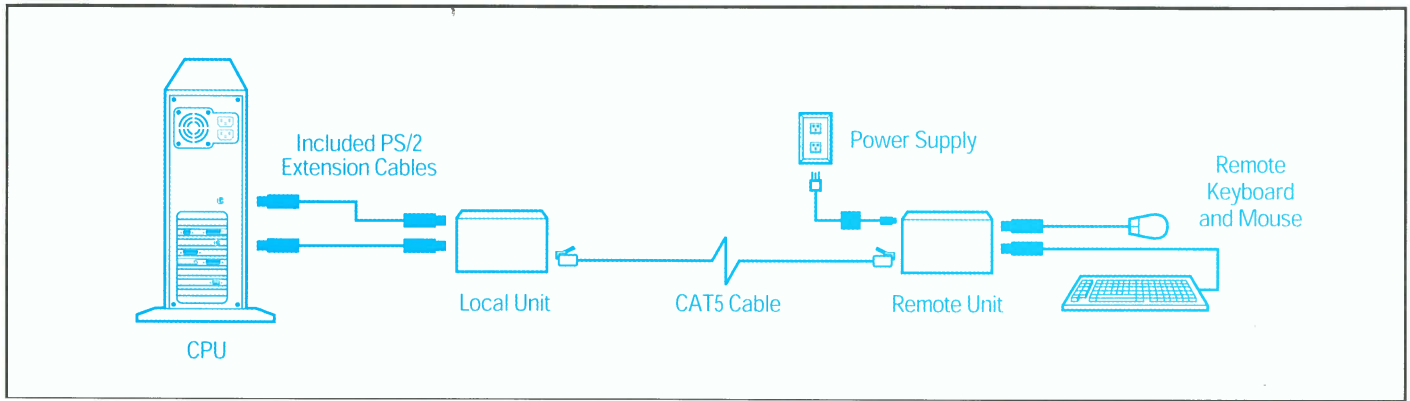 Included PS/2
Extension Cables
Power Supply
Remote
Keyboard
and Mouse
Local Unit
CAT5 Cable
Remote Unit
CPU